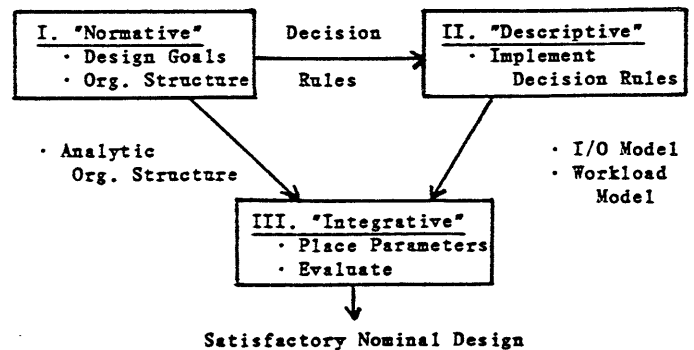 I. "Normative"
· Design Goals
· Org. Structure
Decision
Rules
II. "Descriptive"
· Implement
Decision Rules
· Analytic
Org. Structure
· I/O Model
· Workload
Model
III. "Integrative"
· Place Parameters
· Evaluate
Satisfactory Nominal Design